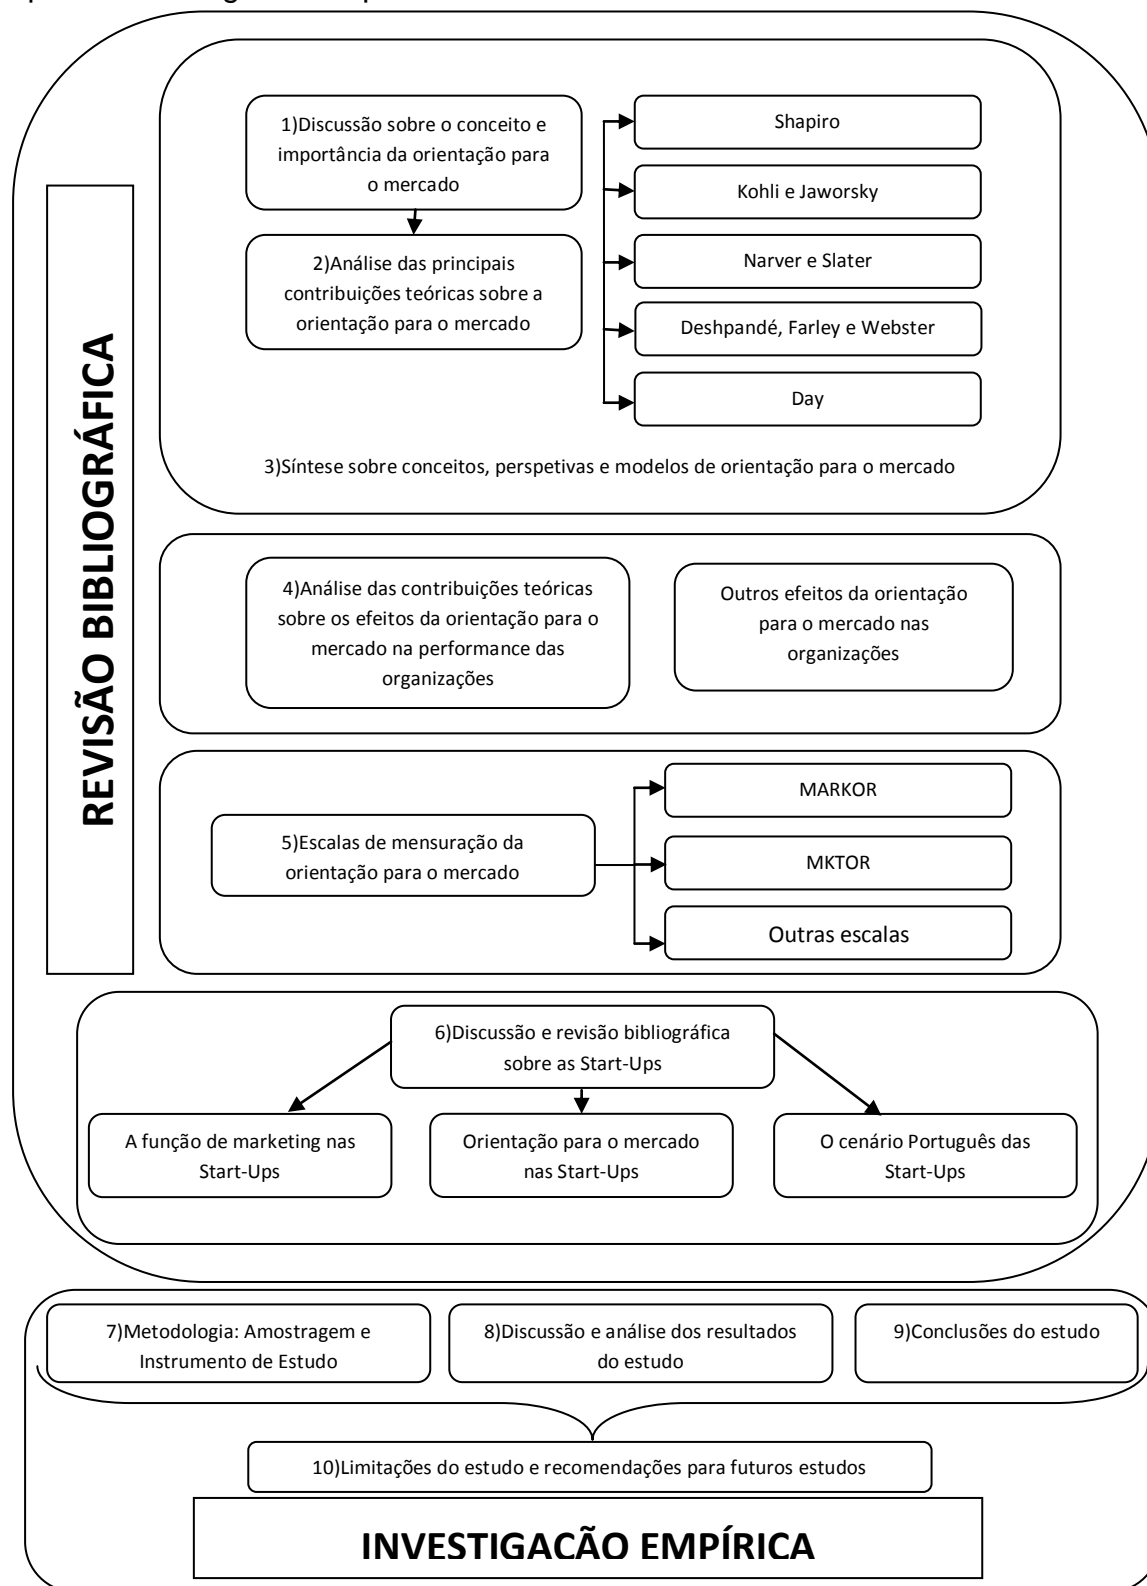 1)Discussão sobre o conceito e
importância da orientação para
o mercado
2)Análise das principais
contribuições teóricas sobre a
orientação para o mercado
Shapiro
Kohli e Jaworsky
Narver e Slater
Deshpandé, Farley e Webster
Day
3)Síntese sobre conceitos, perspetivas e modelos de orientação para o mercado
REVISÃO BIBLIOGRÁFICA
4)Análise das contribuições teóricas
sobre os efeitos da orientação para o
mercado na performance das
organizações
Outros efeitos da orientação
para o mercado nas
organizações
5)Escalas de mensuração da
orientação para o mercado
MARKOR
MKTOR
Outras escalas
6)Discussão e revisão bibliográfica
sobre as Start-Ups
A função de marketing nas
Start-Ups
Orientação para o mercado
nas Start-Ups
O cenário Português das
Start-Ups
7)Metodologia: Amostragem e
Instrumento de Estudo
8)Discussão e análise dos resultados
do estudo
9)Conclusões do estudo
10)Limitações do estudo e recomendações para futuros estudos
INVESTIGAÇÃO EMPÍRICA